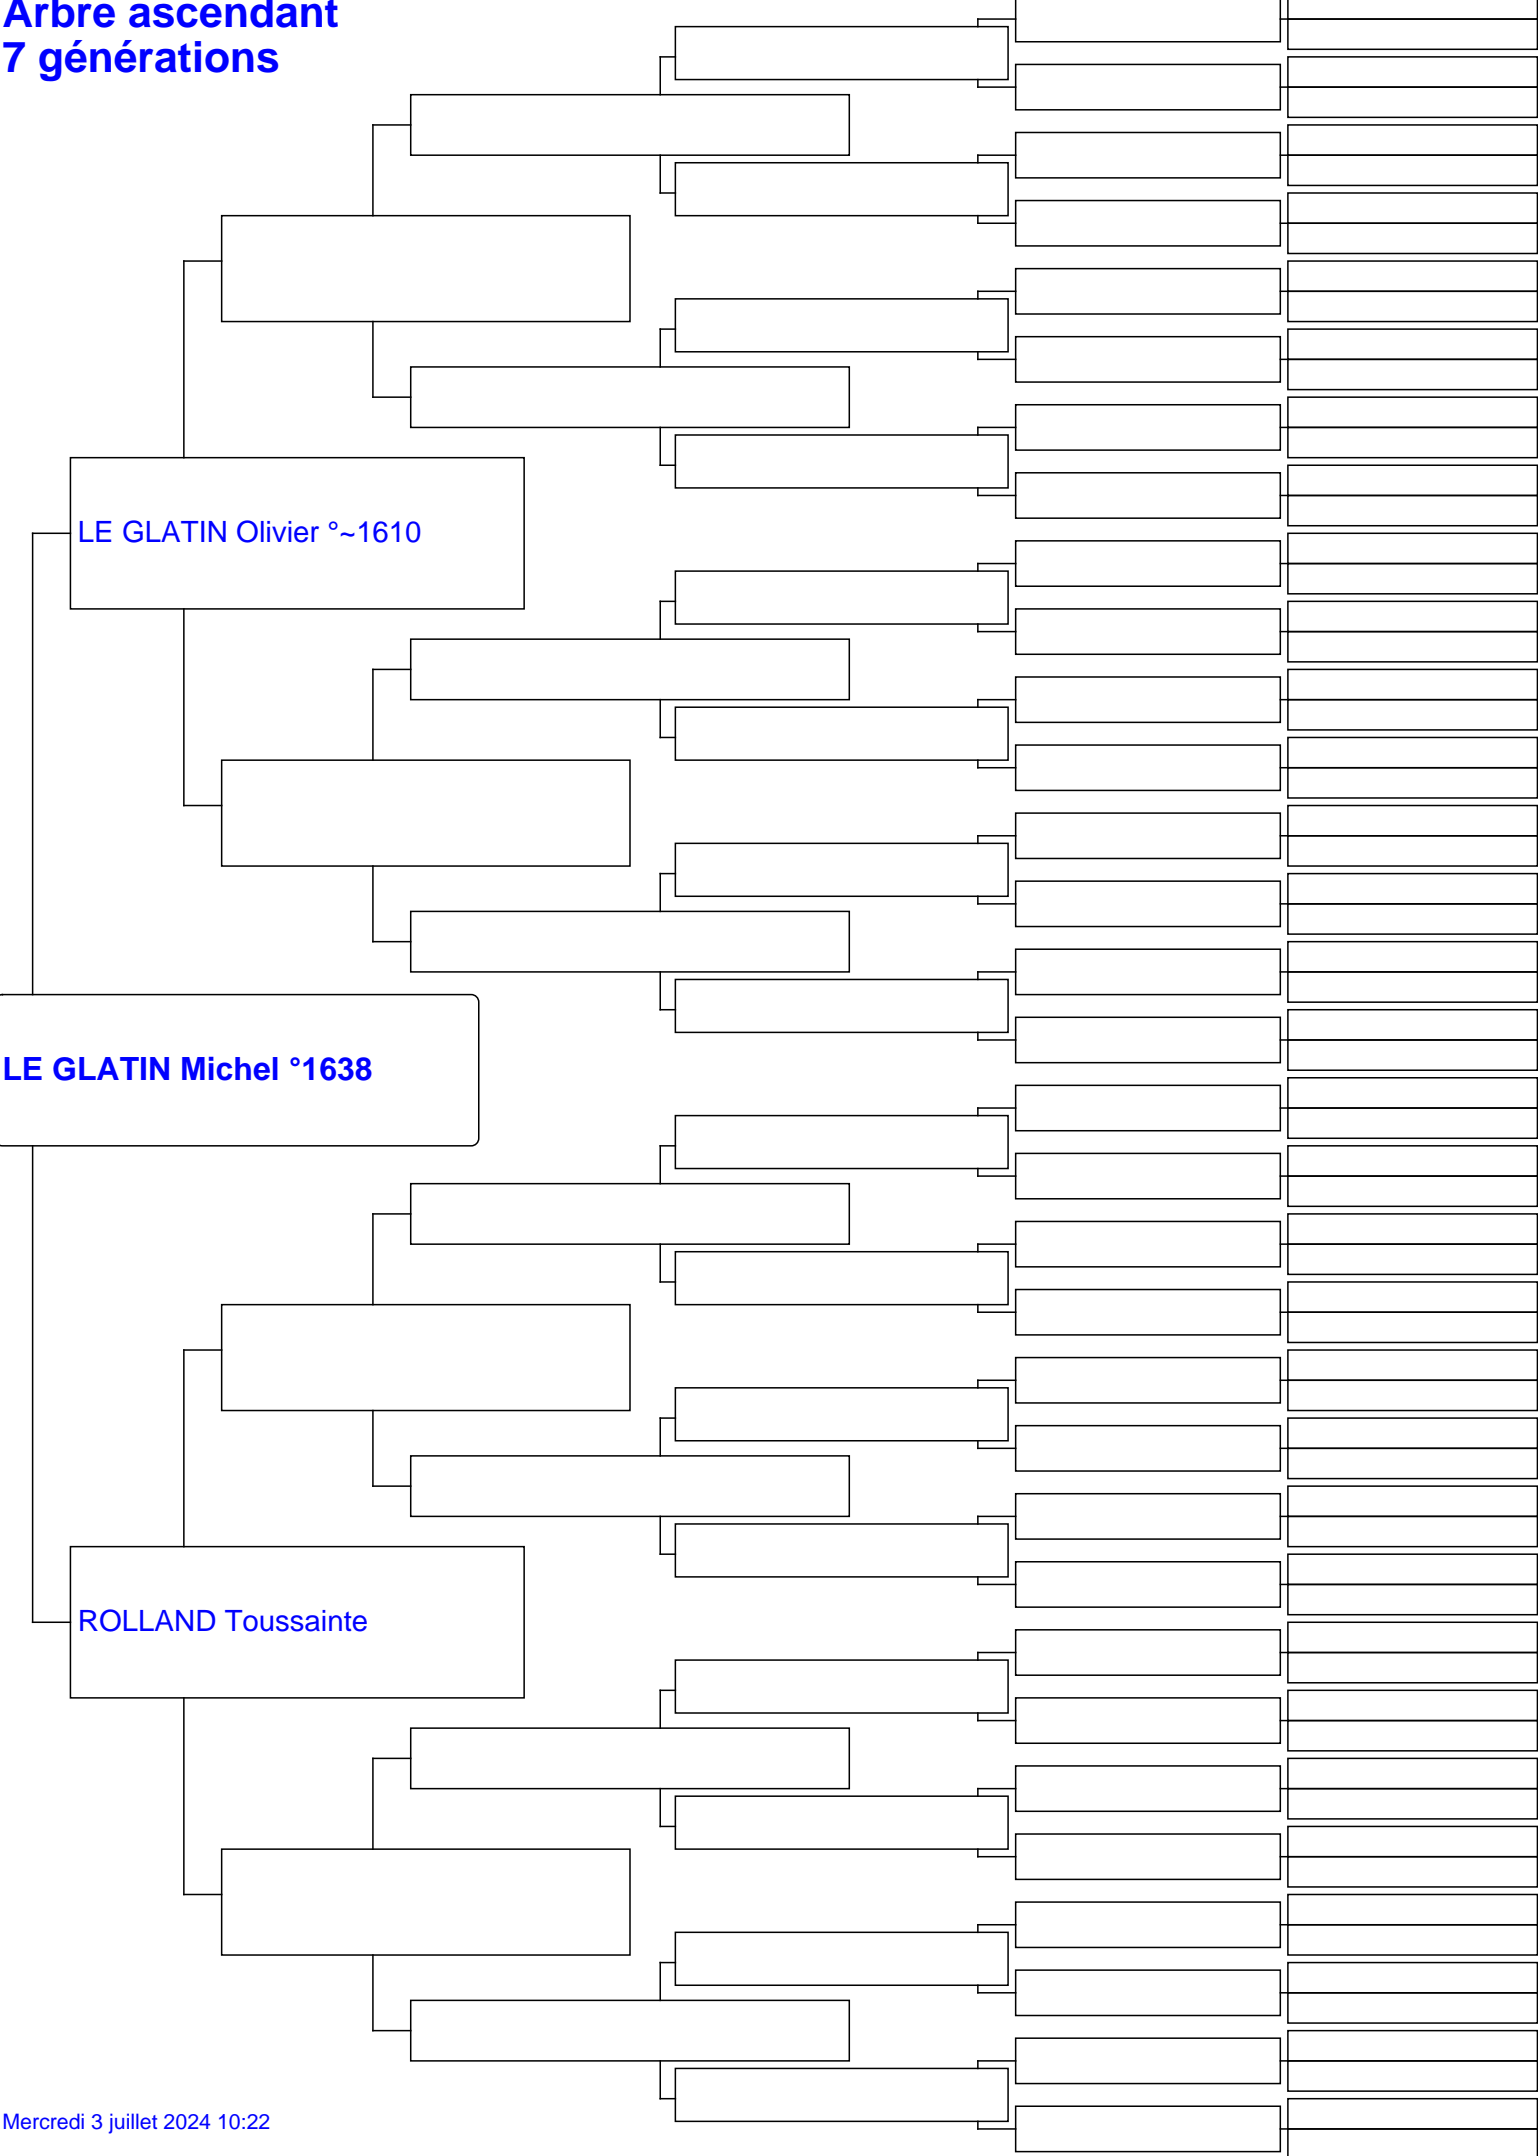 Arbre ascendant
7 générations
LE GLATIN Olivier °~1610
LE GLATIN Michel °1638
ROLLAND Toussainte
Mercredi 3 juillet 2024 10:22